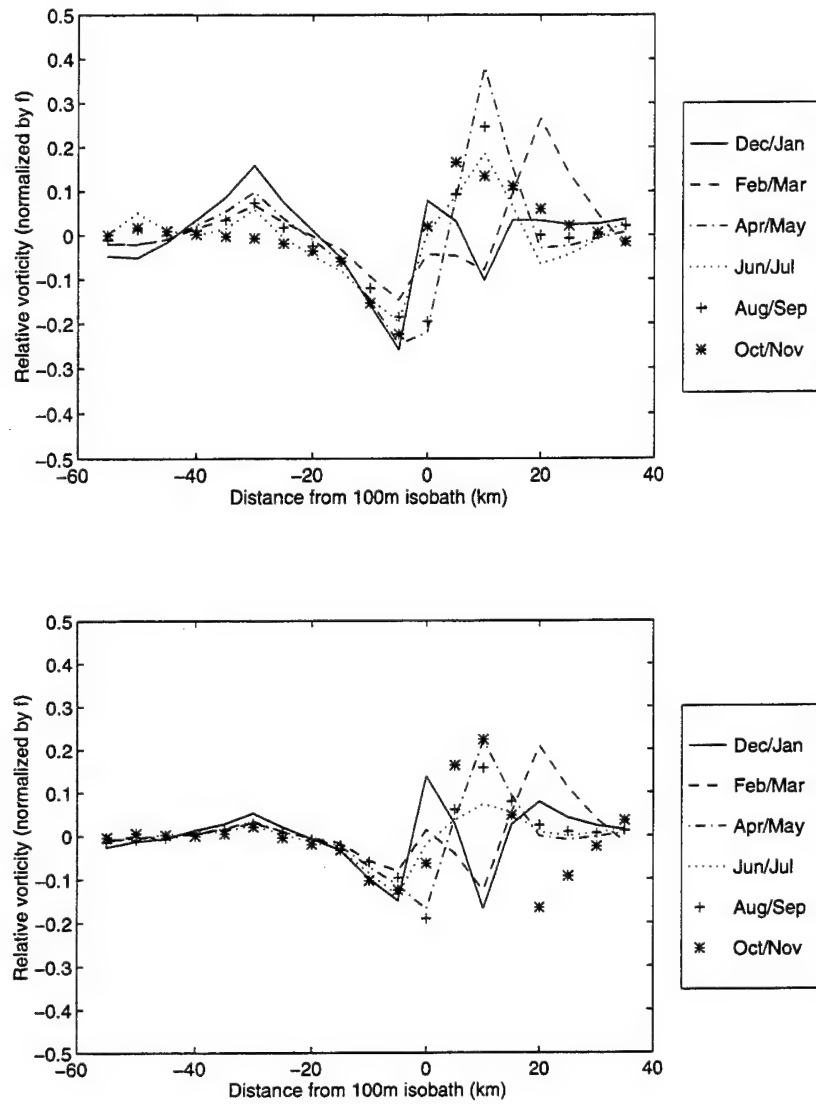 0.5
0.4
0.3
0.2
0.1
0
−0.1
−0.2
−0.3
−0.4
−0.5
Relative vorticity (normalized by f)
−60
−40
−20
0
20
40
Distance from 100m isobath (km)
Dec/Jan
Feb/Mar
Apr/May
Jun/Jul
Aug/Sep
Oct/Nov
0.5
0.4
0.3
0.2
0.1
0
−0.1
−0.2
−0.3
−0.4
−0.5
Relative vorticity (normalized by f)
−60
−40
−20
0
20
40
Distance from 100m isobath (km)
Dec/Jan
Feb/Mar
Apr/May
Jun/Jul
Aug/Sep
Oct/Nov